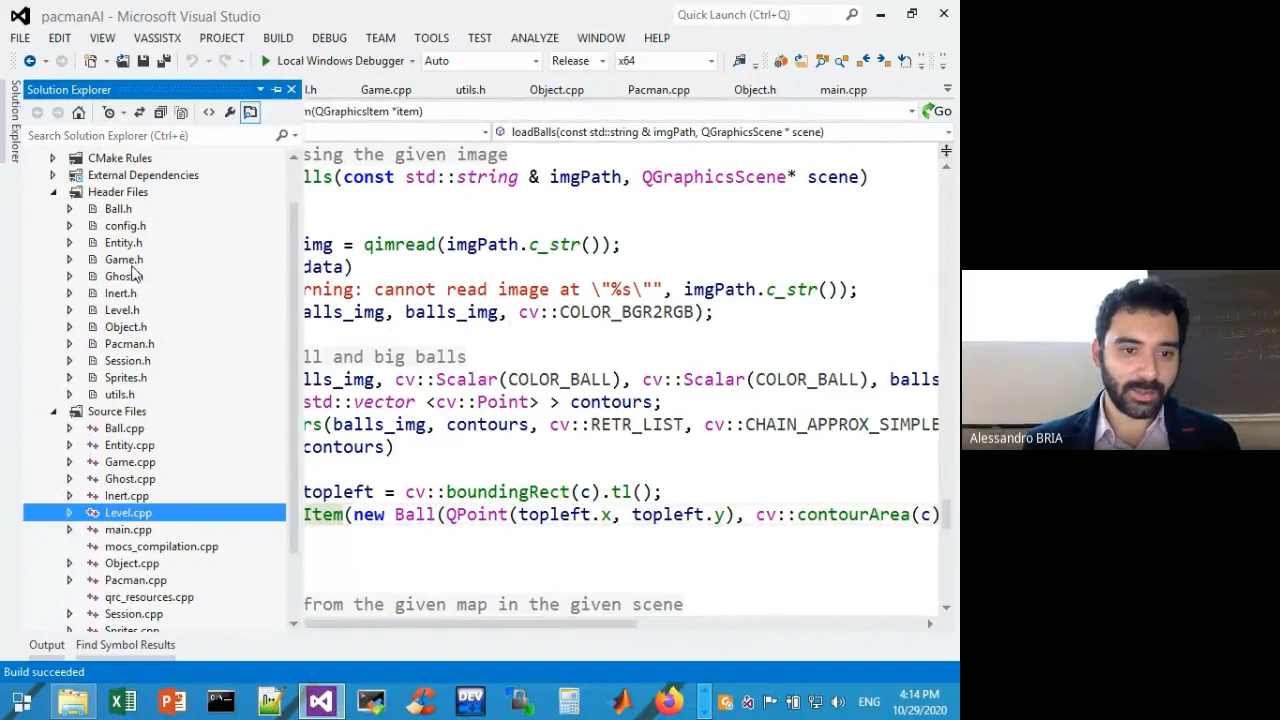 pacmanAI - Microsoft Visual Studio
Quick Launch (Ctrl+Q)
FILE EDIT VIEW VASSISTX PROJECT BUILD DEBUG TEAM TOOLS TEST ANALYZE WINDOW HELP
Local Windows Debugger Auto Release x64
Solution Explorer
Solution Explorer
l.h Game.cpp utils.h Object.cpp Pacman.cpp Object.h main.cpp
m(QGraphicsItem *item) Go
loadBalls(const std::string & imgPath, QGraphicsScene * scene)
Search Solution Explorer (Ctrl+è)
CMake Rules
External Dependencies
Header Files
Ball.h
config.h
Entity.h
Game.h
Inert.h
Level.h
Object.h
Pacman.h
Session.h
Sprites.h
utils.h
Source Files
Ball.cpp
Entity.cpp
Game.cpp
Ghost.cpp
Inert.cpp
Level.cpp
main.cpp
mocs_compilation.cpp
Object.cpp
Pacman.cpp
qrc_resources.cpp
Session.cpp
Sprites.cpp
sing the given image
lls(const std::string & imgPath, QGraphicsScene* scene)
img = qimread(imgPath.c_str());
data)
rning: cannot read image at \"%s\"", imgPath.c_str());
alls_img, balls_img, cv::COLOR_BGR2RGB);
ll and big balls
lls_img, cv::Scalar(COLOR_BALL), cv::Scalar(COLOR_BALL), balls
std::vector <cv::Point> > contours;
rs(balls_img, contours, cv::RETR_LIST, cv::CHAIN_APPROX_SIMPLE
contours)
topleft = cv::boundingRect(c).tl();
Item(new Ball(QPoint(topleft.x, topleft.y), cv::contourArea(c)
from the given map in the given scene
Output Find Symbol Results
Build succeeded
DEV
ENG
4:14 PM
10/29/2020
Alessandro BRIA